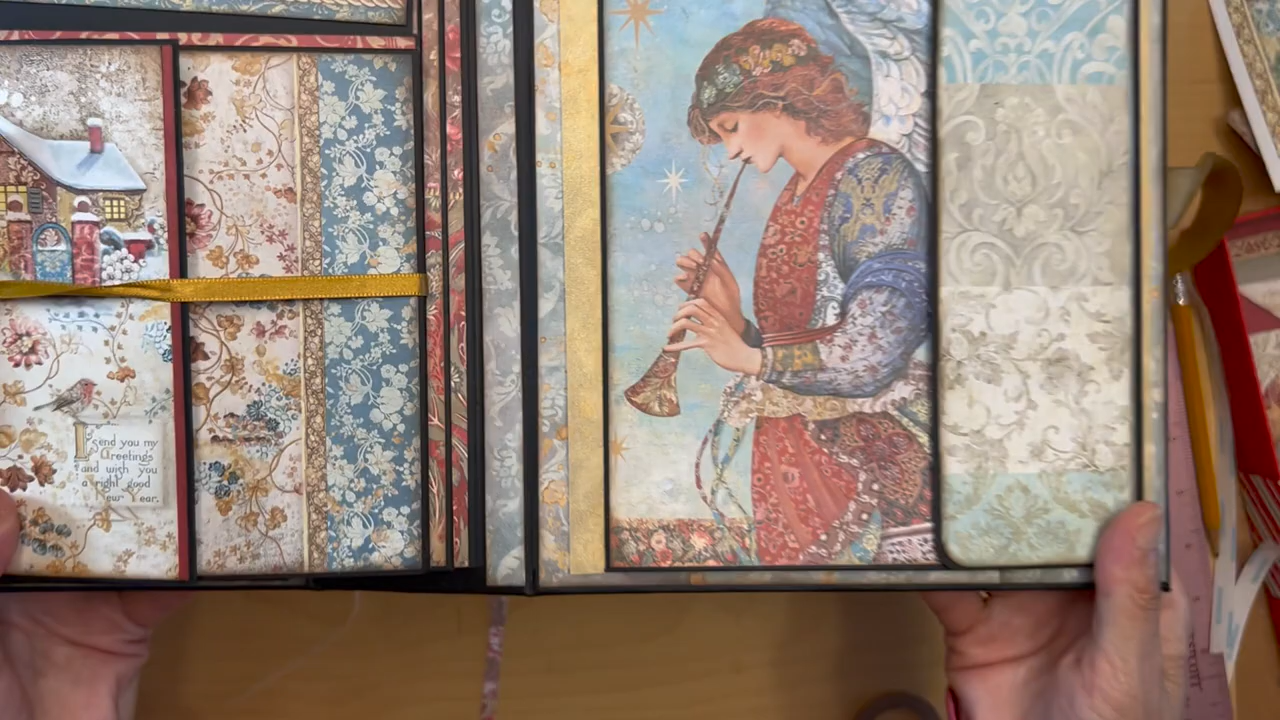 I send you my
Greetings
and wish you
a right good
New Year.